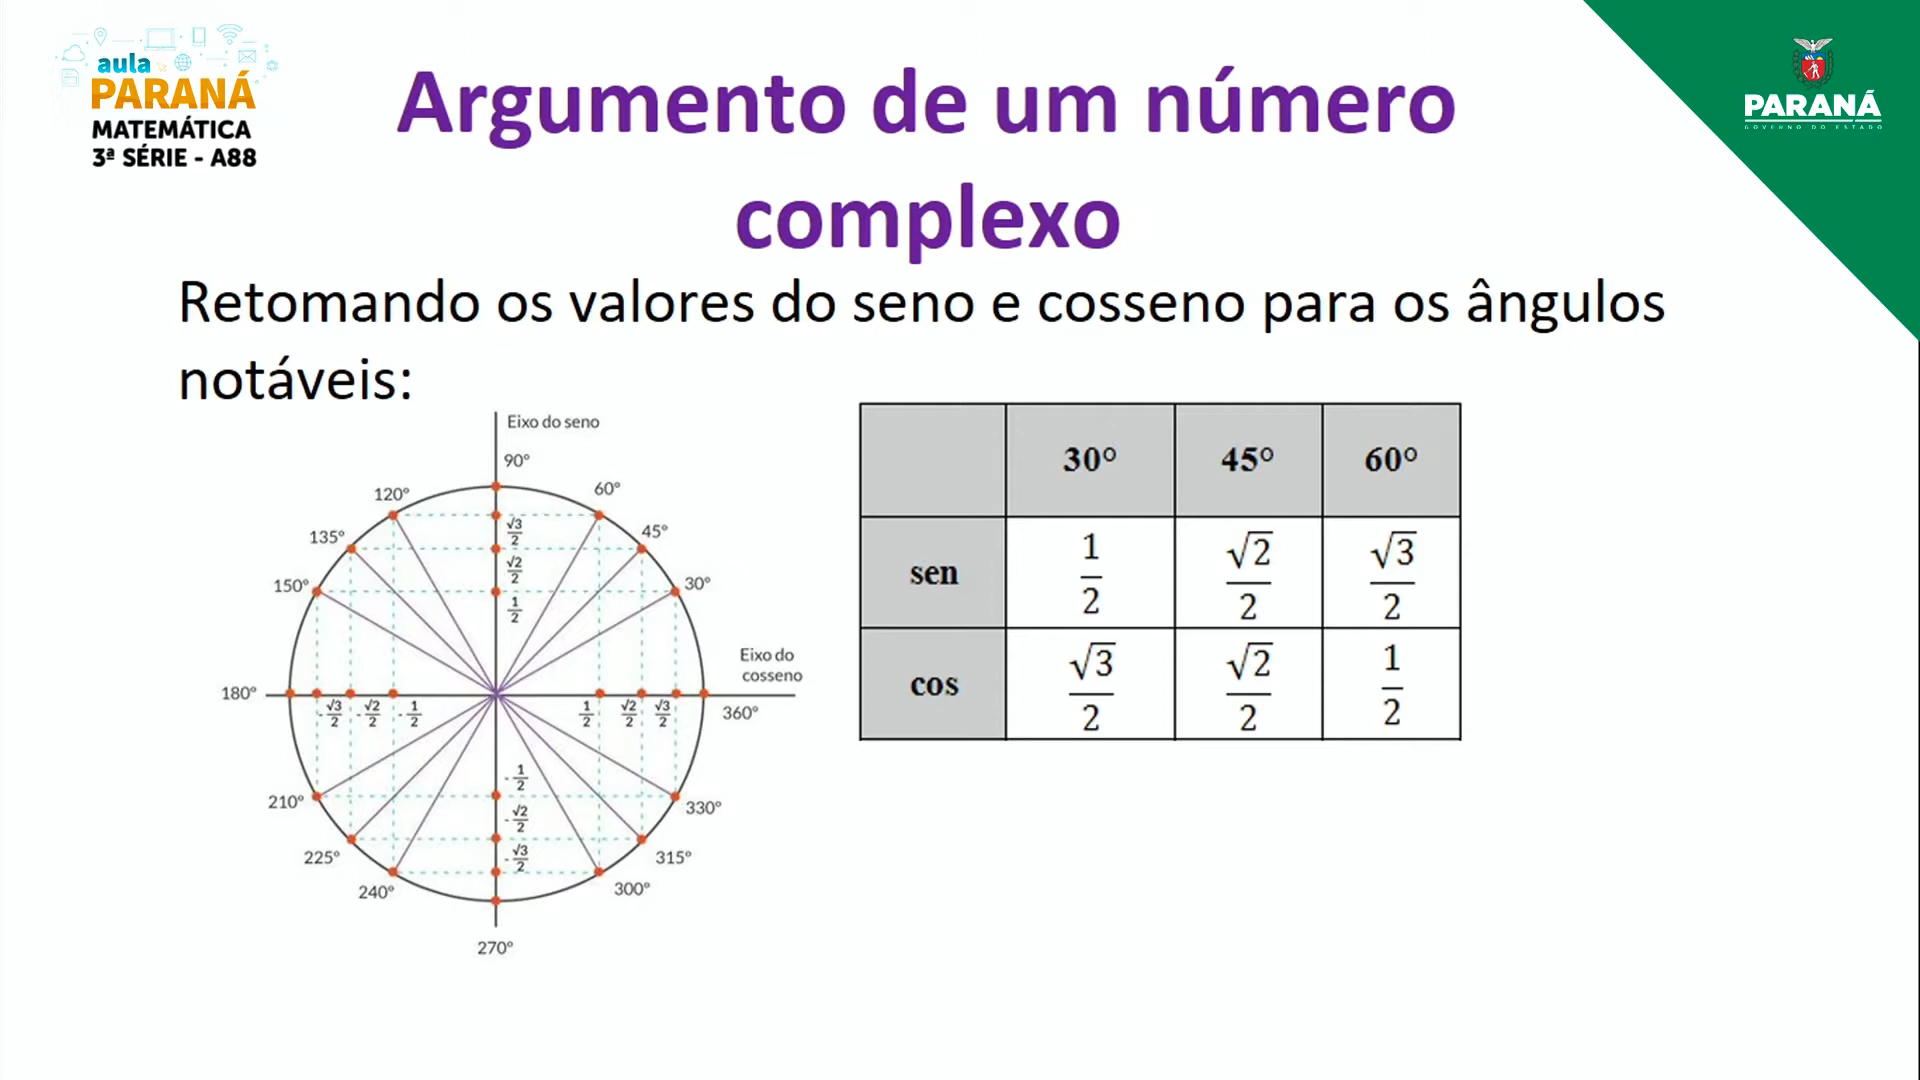 aula
PARANÁ
MATEMÁTICA
3ª SÉRIE - A88
PARANÁ
GOVERNO DO ESTADO
Argumento de um número
complexo
Retomando os valores do seno e cosseno para os ângulos
notáveis:
Eixo do seno
90°
120°
60°
135°
45°
150°
30°
√3/2
√2/2
1/2
Eixo do
cosseno
180°
360°
-√3/2 -√2/2 -1/2 1/2 √2/2 √3/2
-1/2
-√2/2
-√3/2
210°
330°
225°
315°
240°
300°
270°
30º 45º 60º
sen 1/2 √2/2 √3/2
cos √3/2 √2/2 1/2